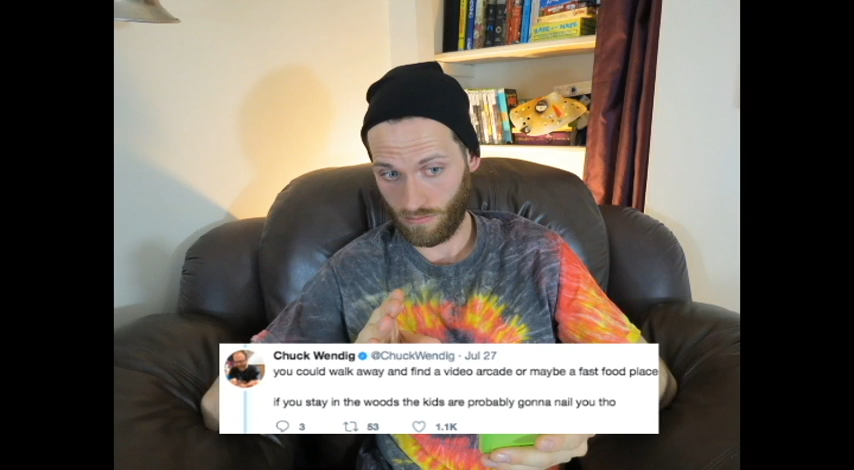 Chuck Wendig @ChuckWendig · Jul 27
you could walk away and find a video arcade or maybe a fast food place
if you stay in the woods the kids are probably gonna nail you tho
3 53 1.1K